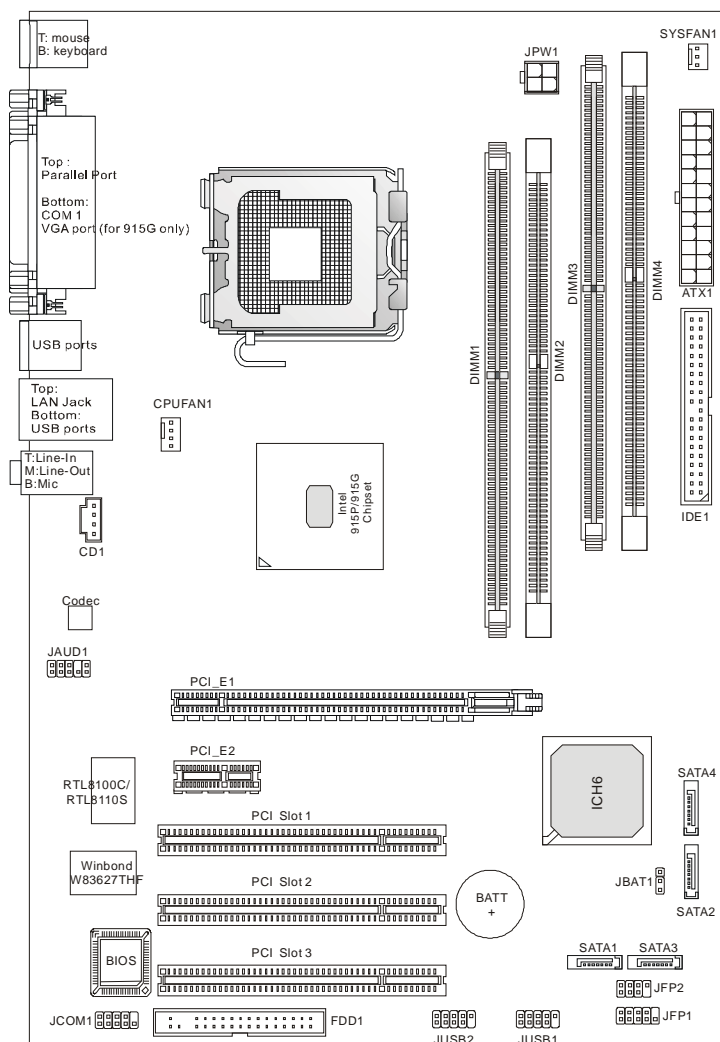 T: mouse
B: keyboard
SYSFAN1
JPW1
Top :
Parallel Port
Bottom:
COM 1
VGA port (for 915G only)
DIMM1
DIMM2
DIMM3
DIMM4
ATX1
USB ports
Top:
LAN Jack
Bottom:
USB ports
CPUFAN1
T:Line-In
M:Line-Out
B:Mic
Intel
915P/915G
Chipset
IDE1
CD1
Codec
JAUD1
PCI_E1
PCI_E2
RTL8100C/
RTL8110S
ICH6
SATA4
PCI Slot 1
Winbond
W83627THF
PCI Slot 2
BATT
+
JBAT1
SATA2
BIOS
PCI Slot 3
SATA1
SATA3
JFP2
JCOM1
FDD1
JFP1
JUSB2
JUSB1